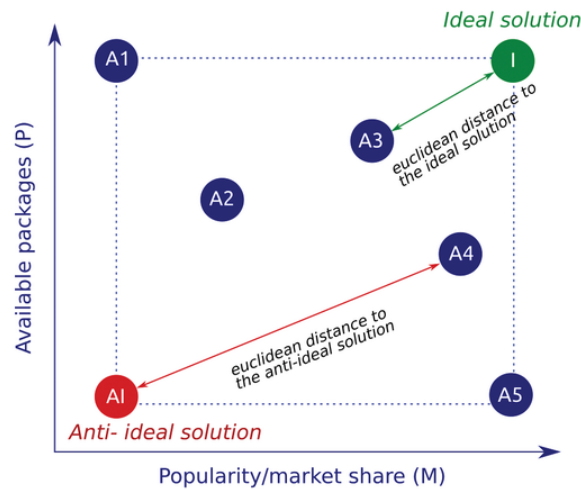 Ideal solution
A1
I
A3
euclidean distance to
the ideal solution
A2
A4
euclidean distance to
the anti-ideal solution
AI
A5
Anti- ideal solution
Available packages (P)
Popularity/market share (M)